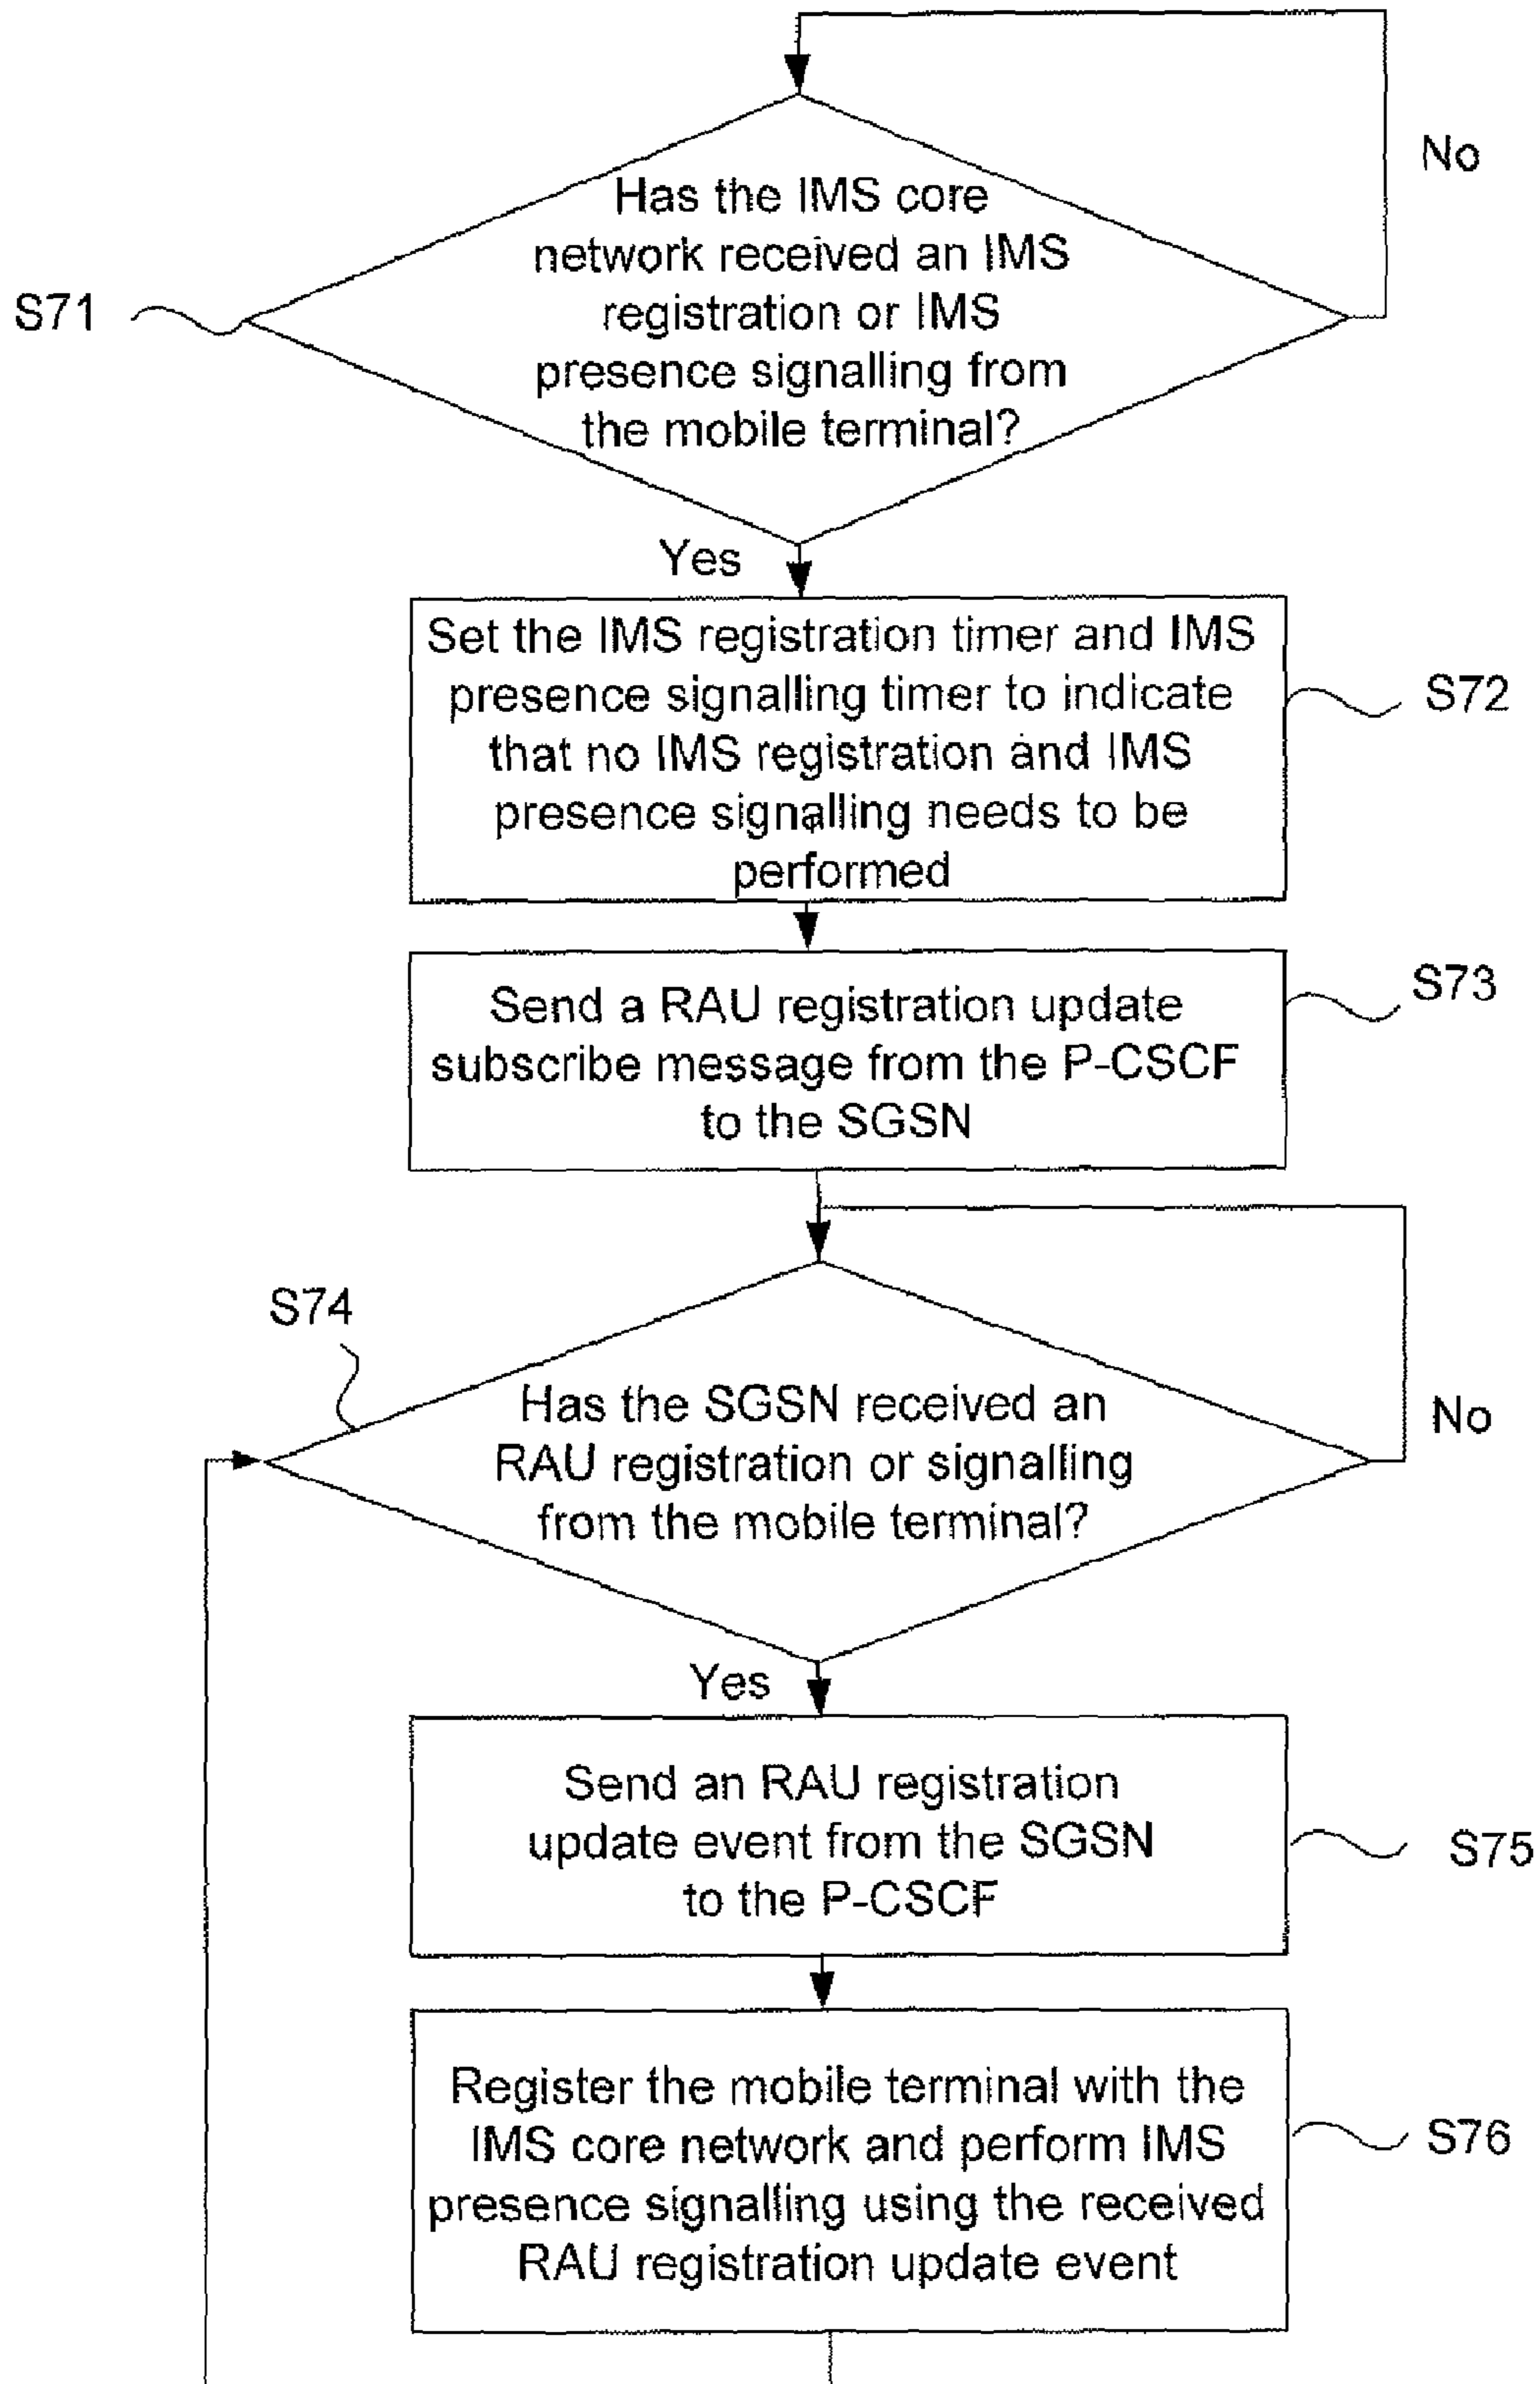 No
Has the IMS core
network received an IMS
registration or IMS
presence signalling from
the mobile terminal?
S71
Yes
Set the IMS registration timer and IMS
presence signalling timer to indicate
that no IMS registration and IMS
presence signalling needs to be
performed
S72
Send a RAU registration update
subscribe message from the P-CSCF
to the SGSN
S73
S74
Has the SGSN received an
RAU registration or signalling
from the mobile terminal?
No
Yes
Send an RAU registration
update event from the SGSN
to the P-CSCF
S75
Register the mobile terminal with the
IMS core network and perform IMS
presence signalling using the received
RAU registration update event
S76